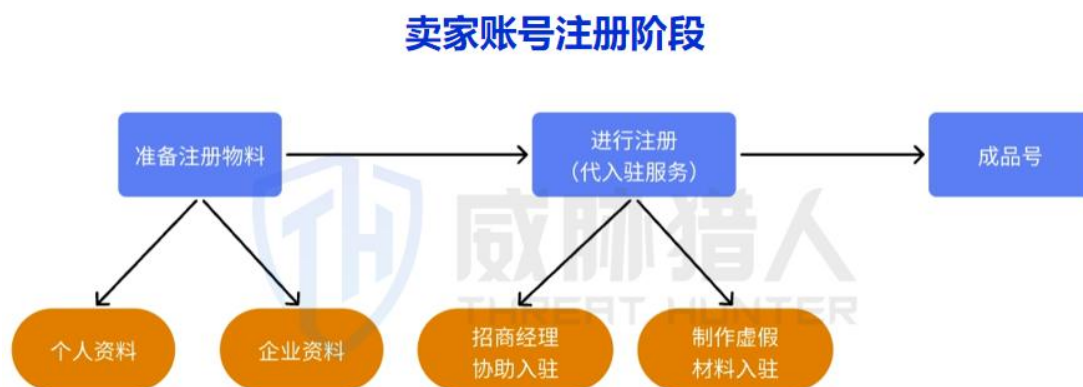 卖家账号注册阶段
准备注册物料
进行注册
（代入驻服务）
成品号
威脉猎人
THREAT HUNTER
个人资料
企业资料
招商经理
协助入驻
制作虚假
材料入驻